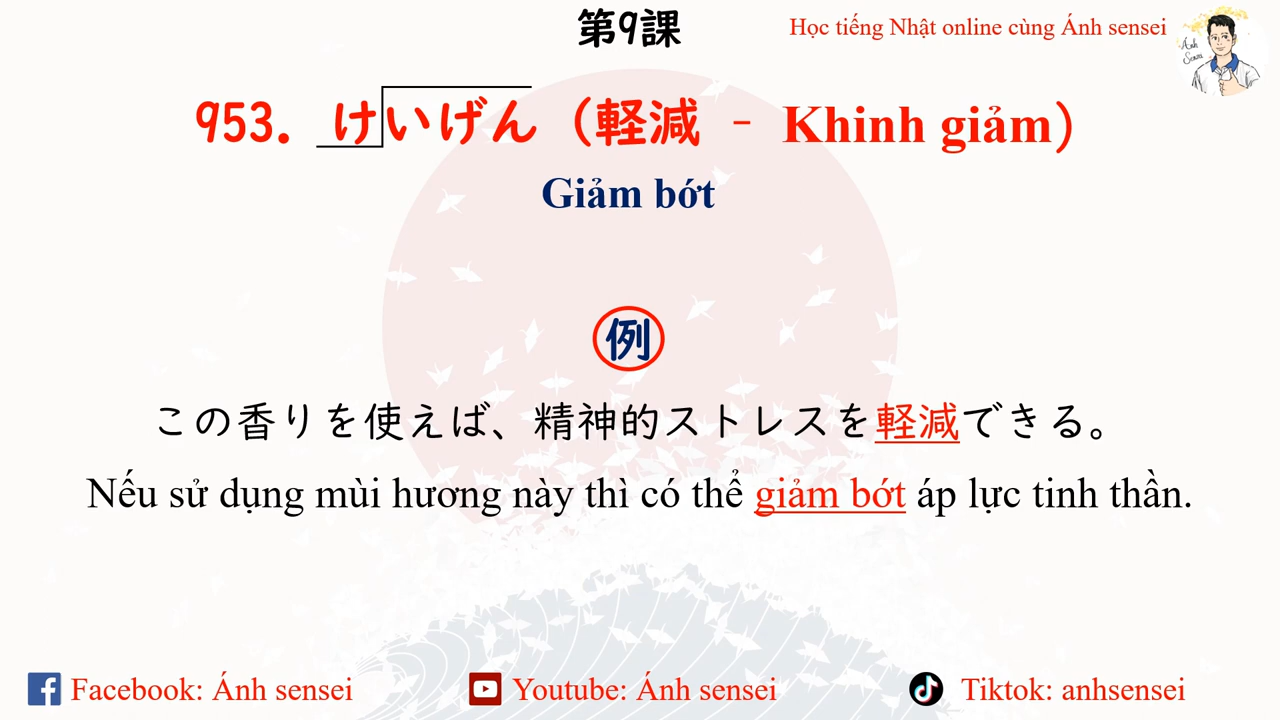 第9課
Học tiếng Nhật online cùng Ánh sensei
Ánh Sensei
953. けいげん (軽減 - Khinh giảm)
Giảm bớt
例
この香りを使えば、精神的ストレスを軽減できる。
Nếu sử dụng mùi hương này thì có thể giảm bớt áp lực tinh thần.
Facebook: Ánh sensei
Youtube: Ánh sensei
Tiktok: anhsensei